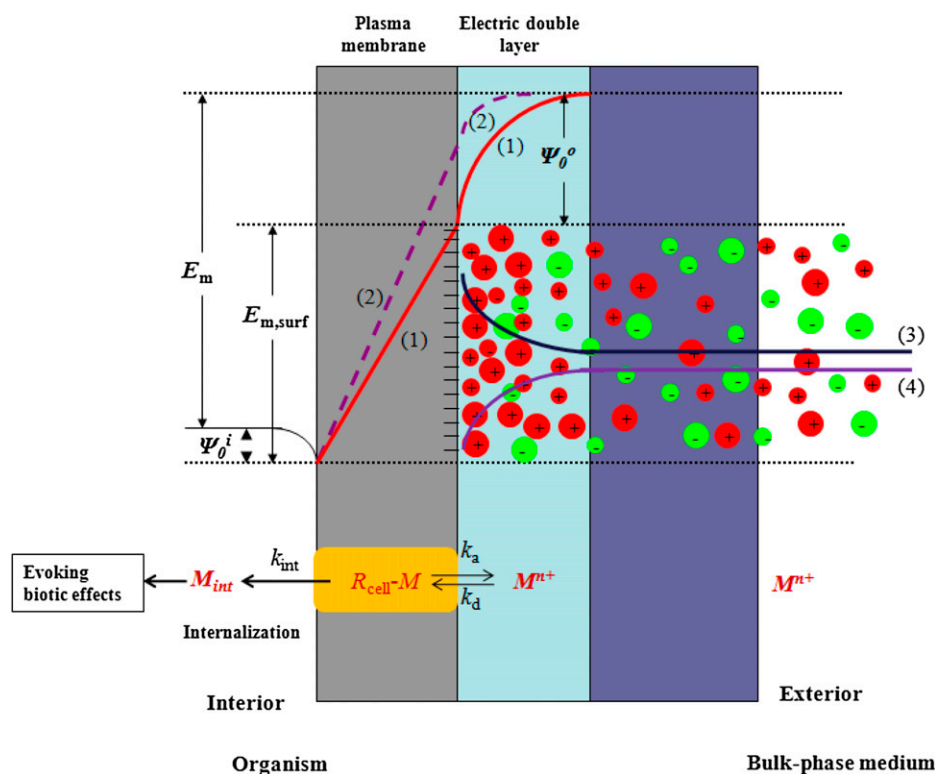 Plasma
membrane
Electric double
layer
(2)
(1)
Ψ₀ᵒ
Eₘ
Eₘ,surf
(2)
(1)
(3)
(4)
Ψ₀ⁱ
kint
ka
Evoking
biotic effects
Mint
Rcell-M
Mⁿ⁺
Mⁿ⁺
kd
Internalization
Interior
Exterior
Organism
Bulk-phase medium